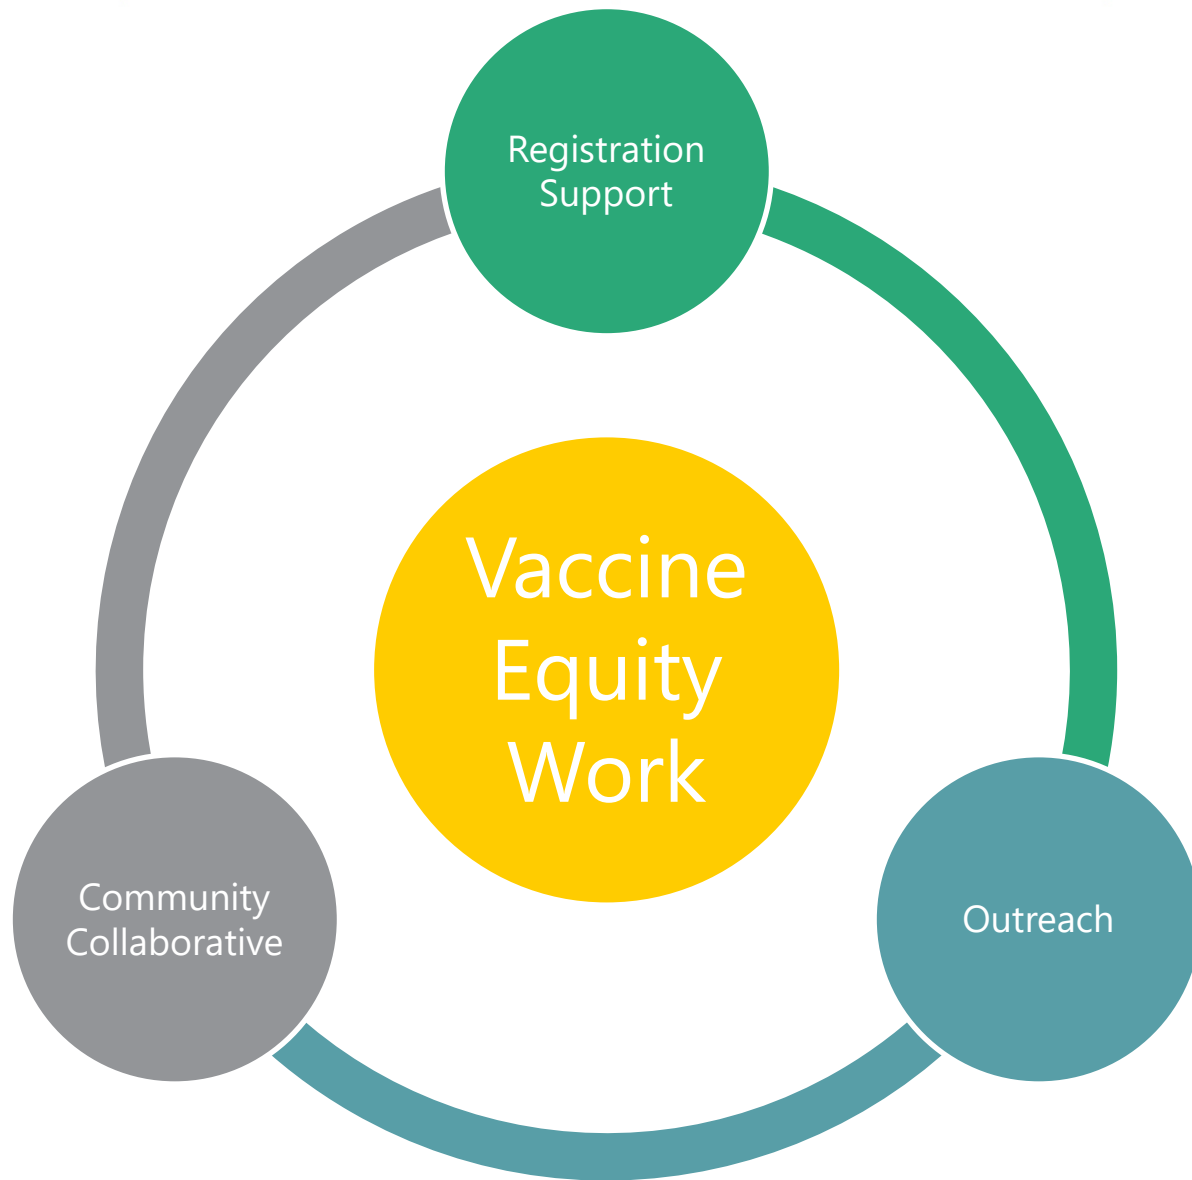 Registration
Support
Vaccine
Equity
Work
Community
Collaborative
Outreach